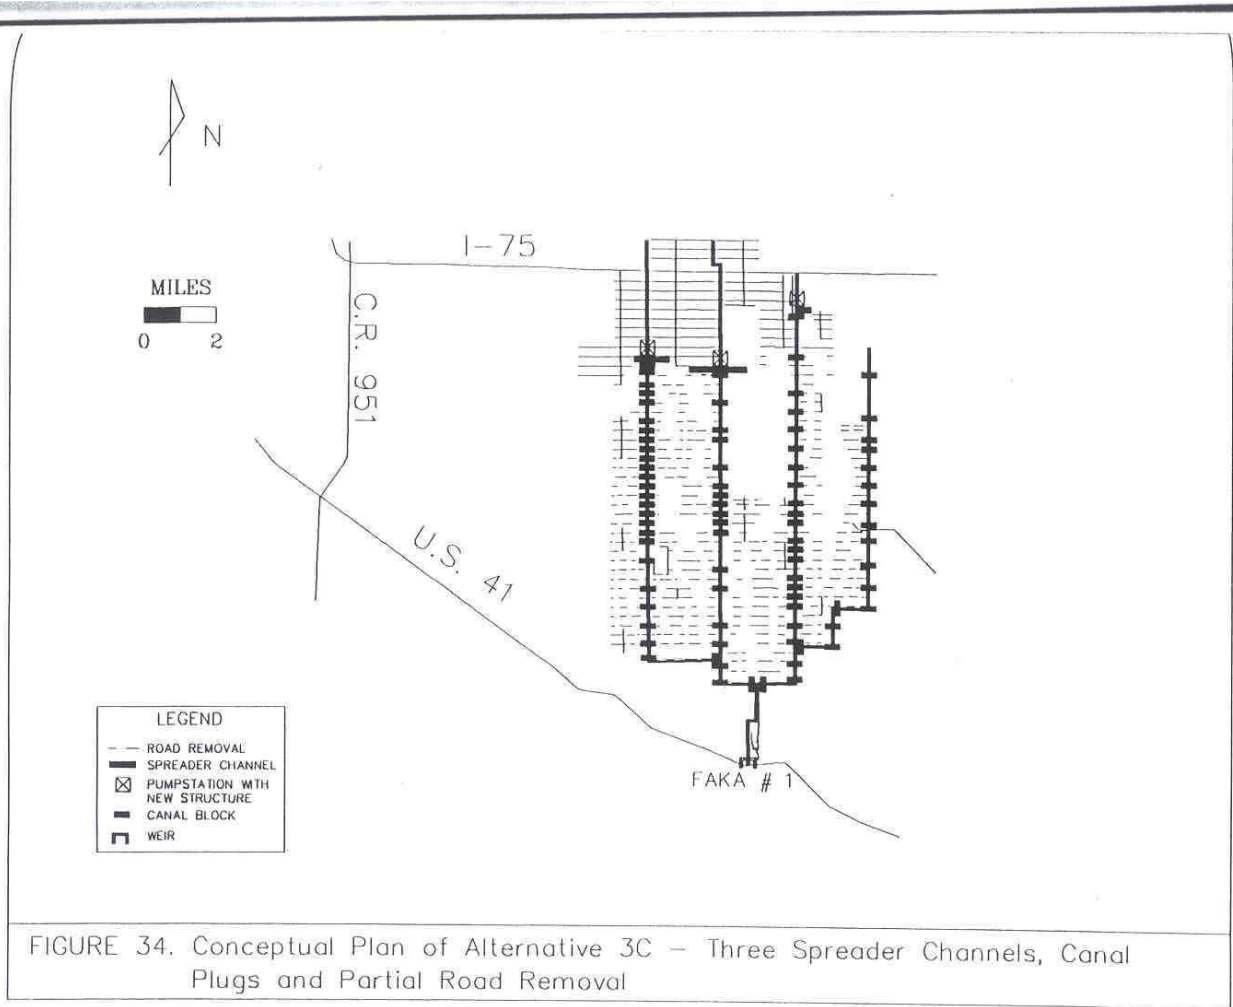 N
I-75
MILES
0 2
C.R. 951
U.S. 41
FAKA # 1
LEGEND
ROAD REMOVAL
SPREADER CHANNEL
PUMPSTATION WITH
NEW STRUCTURE
CANAL BLOCK
WEIR
FIGURE 34. Conceptual Plan of Alternative 3C – Three Spreader Channels, Canal
Plugs and Partial Road Removal